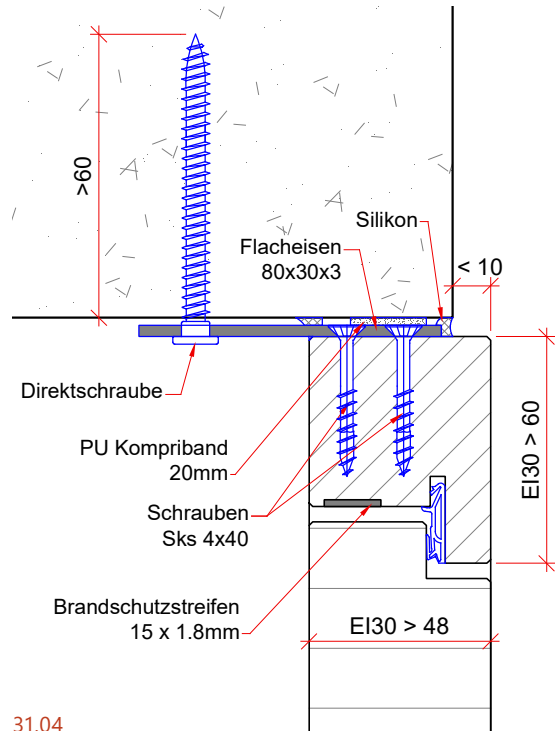 >60
Silikon
Flacheisen
80x30x3
< 10
Direktschraube
PU Kompriband
20mm
EI30 > 60
Schrauben
Sks 4x40
Brandschutzstreifen
15 x 1.8mm
EI30 > 48
31.04